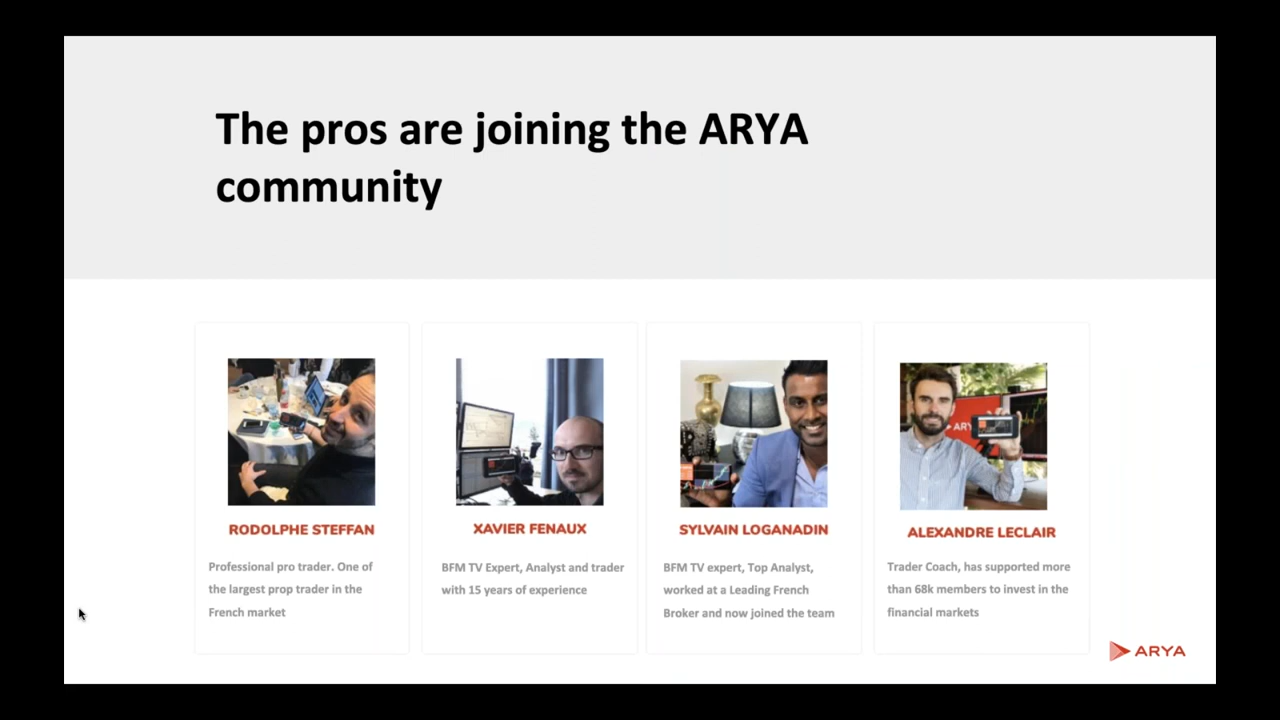 The pros are joining the ARYA
community
RODOLPHE STEFFAN
Professional pro trader. One of
the largest prop trader in the
French market
XAVIER FENAUX
BFM TV Expert, Analyst and trader
with 15 years of experience
SYLVAIN LOGANADIN
BFM TV expert, Top Analyst,
worked at a Leading French
Broker and now joined the team
ARY
ALEXANDRE LECLAIR
Trader Coach, has supported more
than 68k members to invest in the
financial markets
ARYA